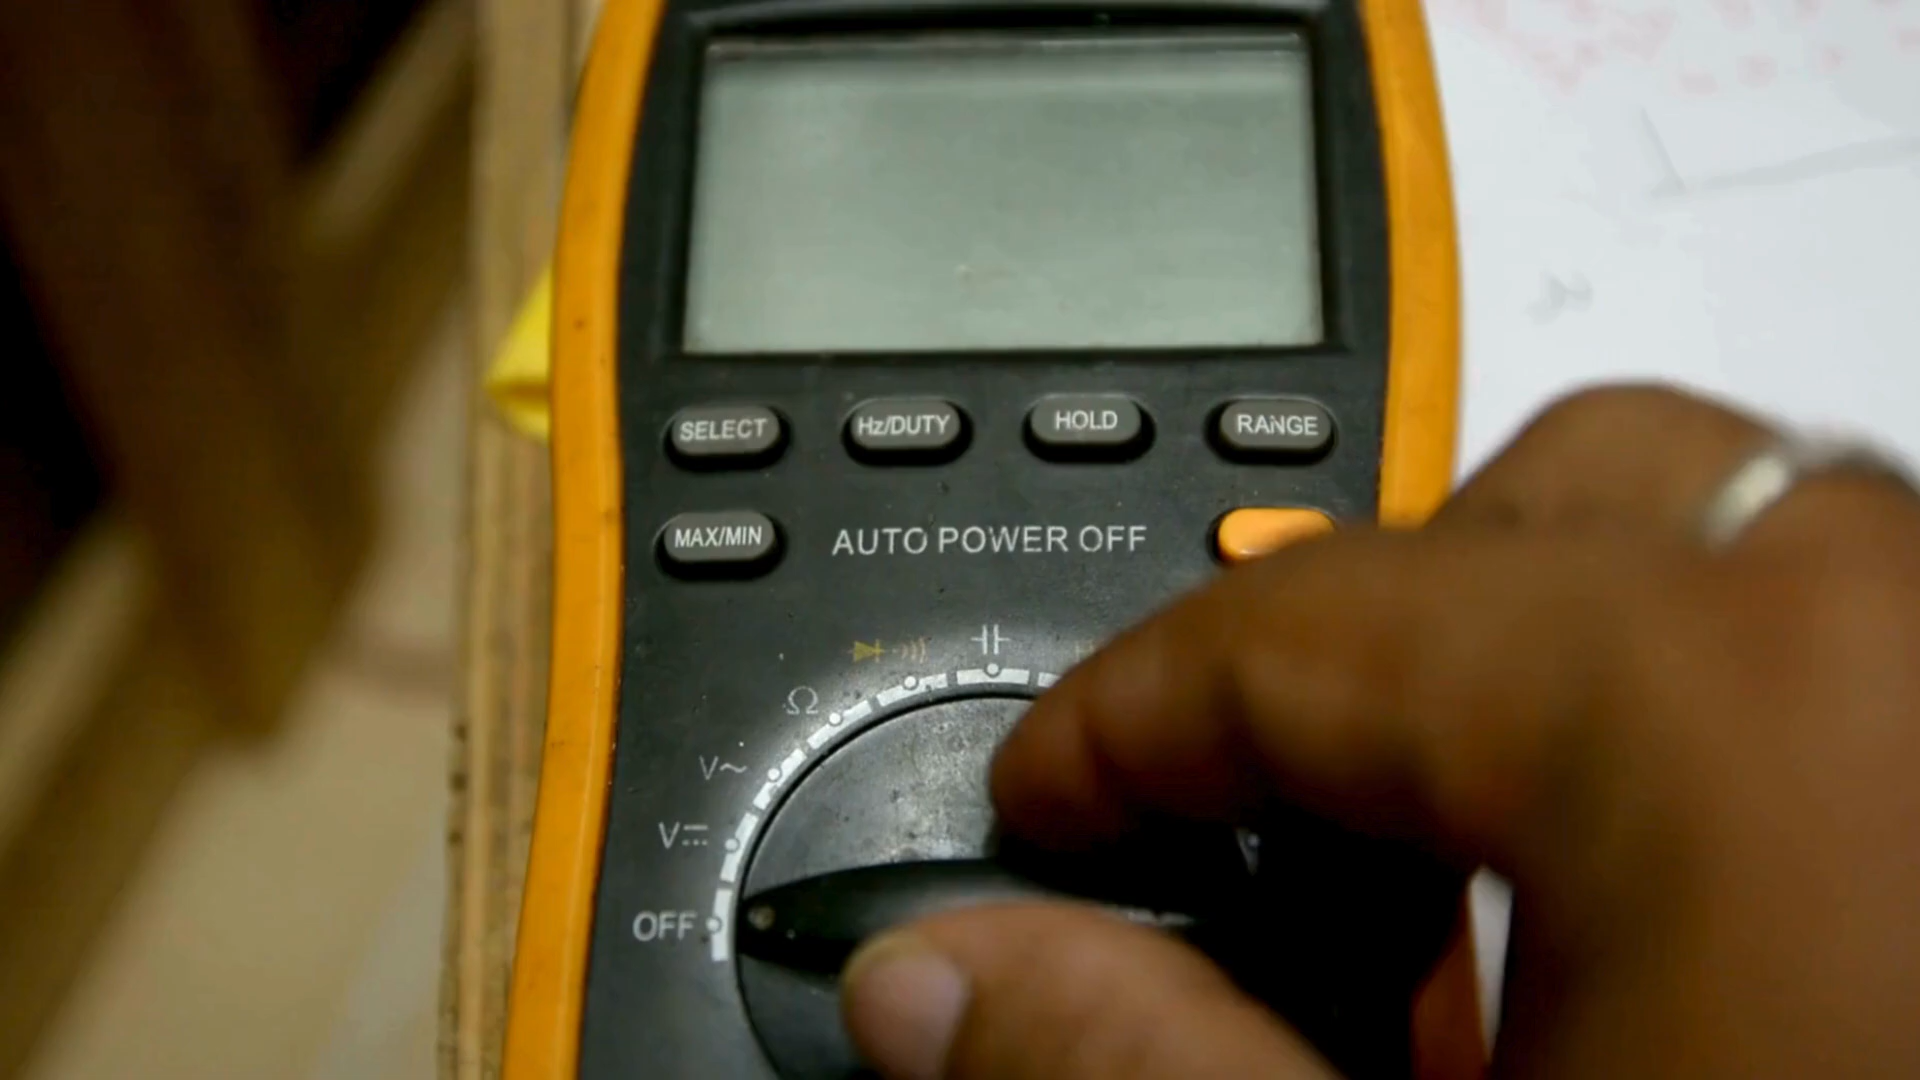 SELECT Hz/DUTY HOLD RANGE
MAX/MIN AUTO POWER OFF
Ω
V~
V⎓
OFF